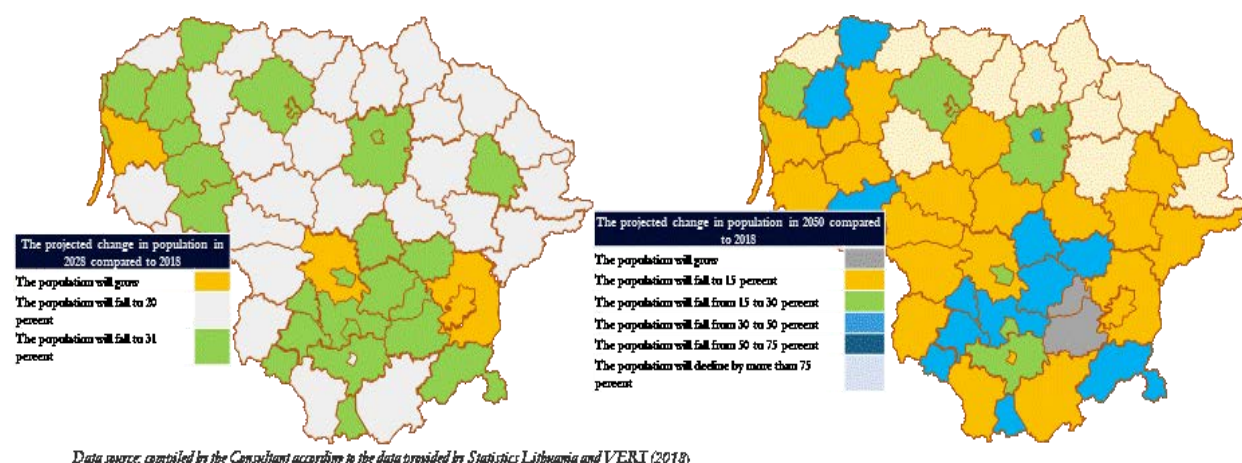 The projected change in population in
2028 compared to 2018
The population will grow
The population will fall to 20
percent
The population will fall to 31
percent
The projected change in population in 2050 compared
to 2018
The population will grow
The population will fall to 15 percent
The population will fall from 15 to 30 percent
The population will fall from 30 to 50 percent
The population will fall from 50 to 75 percent
The population will decline by more than 75
percent
Data source: compiled by the Consultant according to the data provided by Statistics Lithuania and VERT (2018)